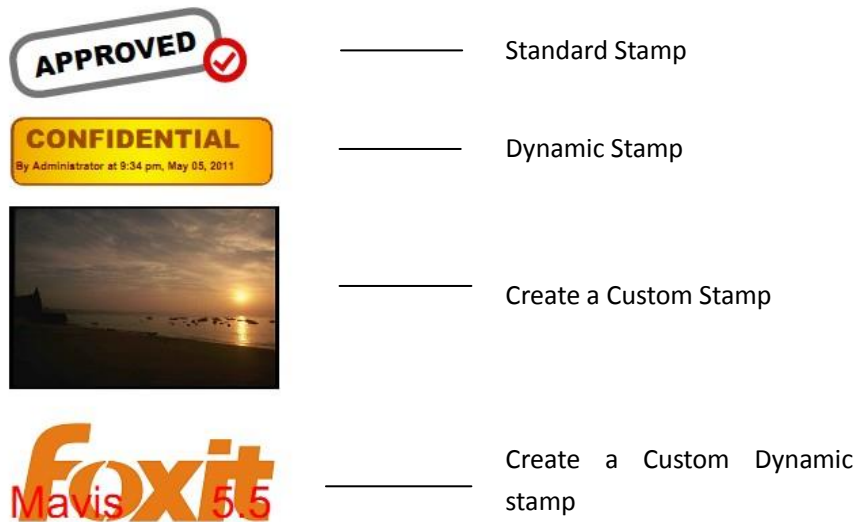 APPROVED
Standard Stamp
CONFIDENTIAL
By Administrator at 9:34 pm, May 05, 2011
Dynamic Stamp
Create a Custom Stamp
foxit
Mavis 5.5
Create a Custom Dynamic
stamp